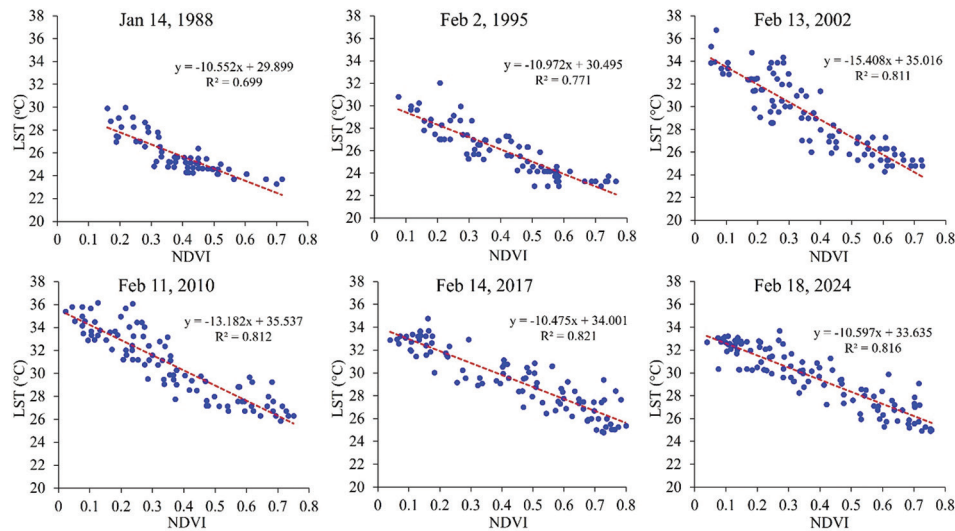 Jan 14, 1988
38
36
34
32
30
28
26
24
22
20
LST (°C)
y = -10.552x + 29.899
R² = 0.699
0 0.1 0.2 0.3 0.4 0.5 0.6 0.7 0.8
NDVI
Feb 2, 1995
38
36
34
32
30
28
26
24
22
20
LST (°C)
y = -10.972x + 30.495
R² = 0.771
0 0.1 0.2 0.3 0.4 0.5 0.6 0.7 0.8
NDVI
Feb 13, 2002
38
36
34
32
30
28
26
24
22
20
LST (°C)
y = -15.408x + 35.016
R² = 0.811
0 0.1 0.2 0.3 0.4 0.5 0.6 0.7 0.8
NDVI
Feb 11, 2010
38
36
34
32
30
28
26
24
22
20
LST (°C)
y = -13.182x + 35.537
R² = 0.812
0 0.1 0.2 0.3 0.4 0.5 0.6 0.7 0.8
NDVI
Feb 14, 2017
38
36
34
32
30
28
26
24
22
20
LST (°C)
y = -10.475x + 34.001
R² = 0.821
0 0.1 0.2 0.3 0.4 0.5 0.6 0.7 0.8
NDVI
Feb 18, 2024
38
36
34
32
30
28
26
24
22
20
LST (°C)
y = -10.597x + 33.635
R² = 0.816
0 0.1 0.2 0.3 0.4 0.5 0.6 0.7 0.8
NDVI